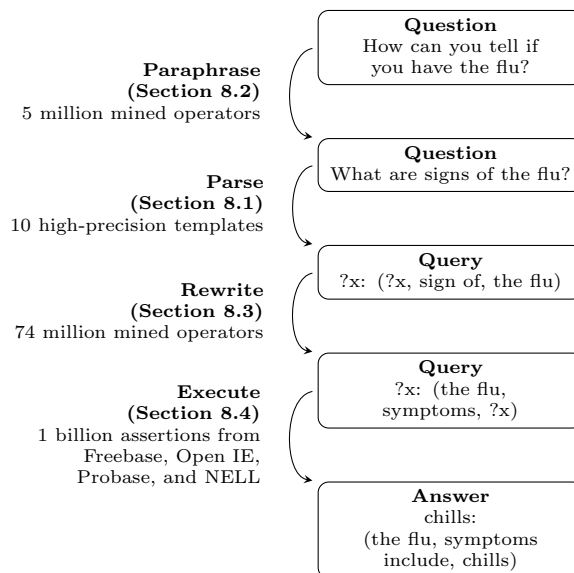 Question
How can you tell if
you have the flu?
Paraphrase
(Section 8.2)
5 million mined operators
Question
What are signs of the flu?
Parse
(Section 8.1)
10 high-precision templates
Query
?x: (?x, sign of, the flu)
Rewrite
(Section 8.3)
74 million mined operators
Query
?x: (the flu,
symptoms, ?x)
Execute
(Section 8.4)
1 billion assertions from
Freebase, Open IE,
Probase, and NELL
Answer
chills:
(the flu, symptoms
include, chills)